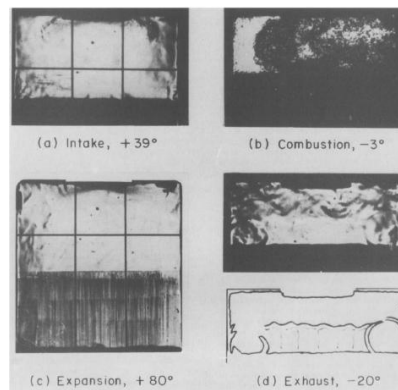 (a) Intake, +39°
(b) Combustion, -3°
(c) Expansion, +80°
(d) Exhaust, -20°